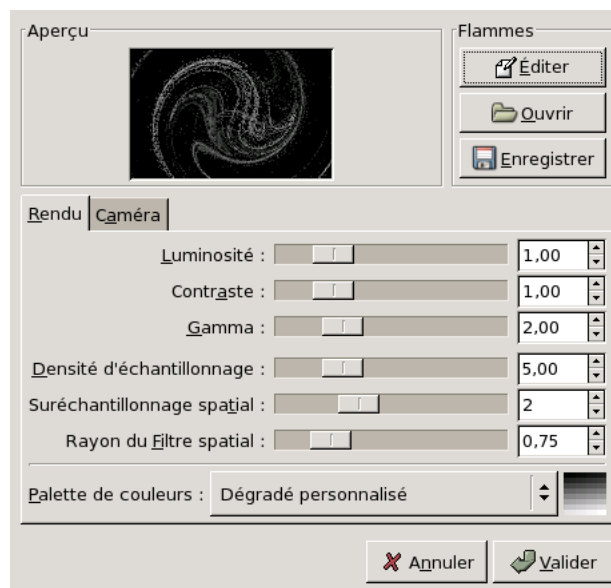 Aperçu
Flammes
Éditer
Ouvrir
Enregistrer
Rendu
Caméra
Luminosité : 1,00
Contraste : 1,00
Gamma : 2,00
Densité d'échantillonnage : 5,00
Suréchantillonnage spatial : 2
Rayon du Filtre spatial : 0,75
Palette de couleurs : Dégradé personnalisé
Annuler
Valider